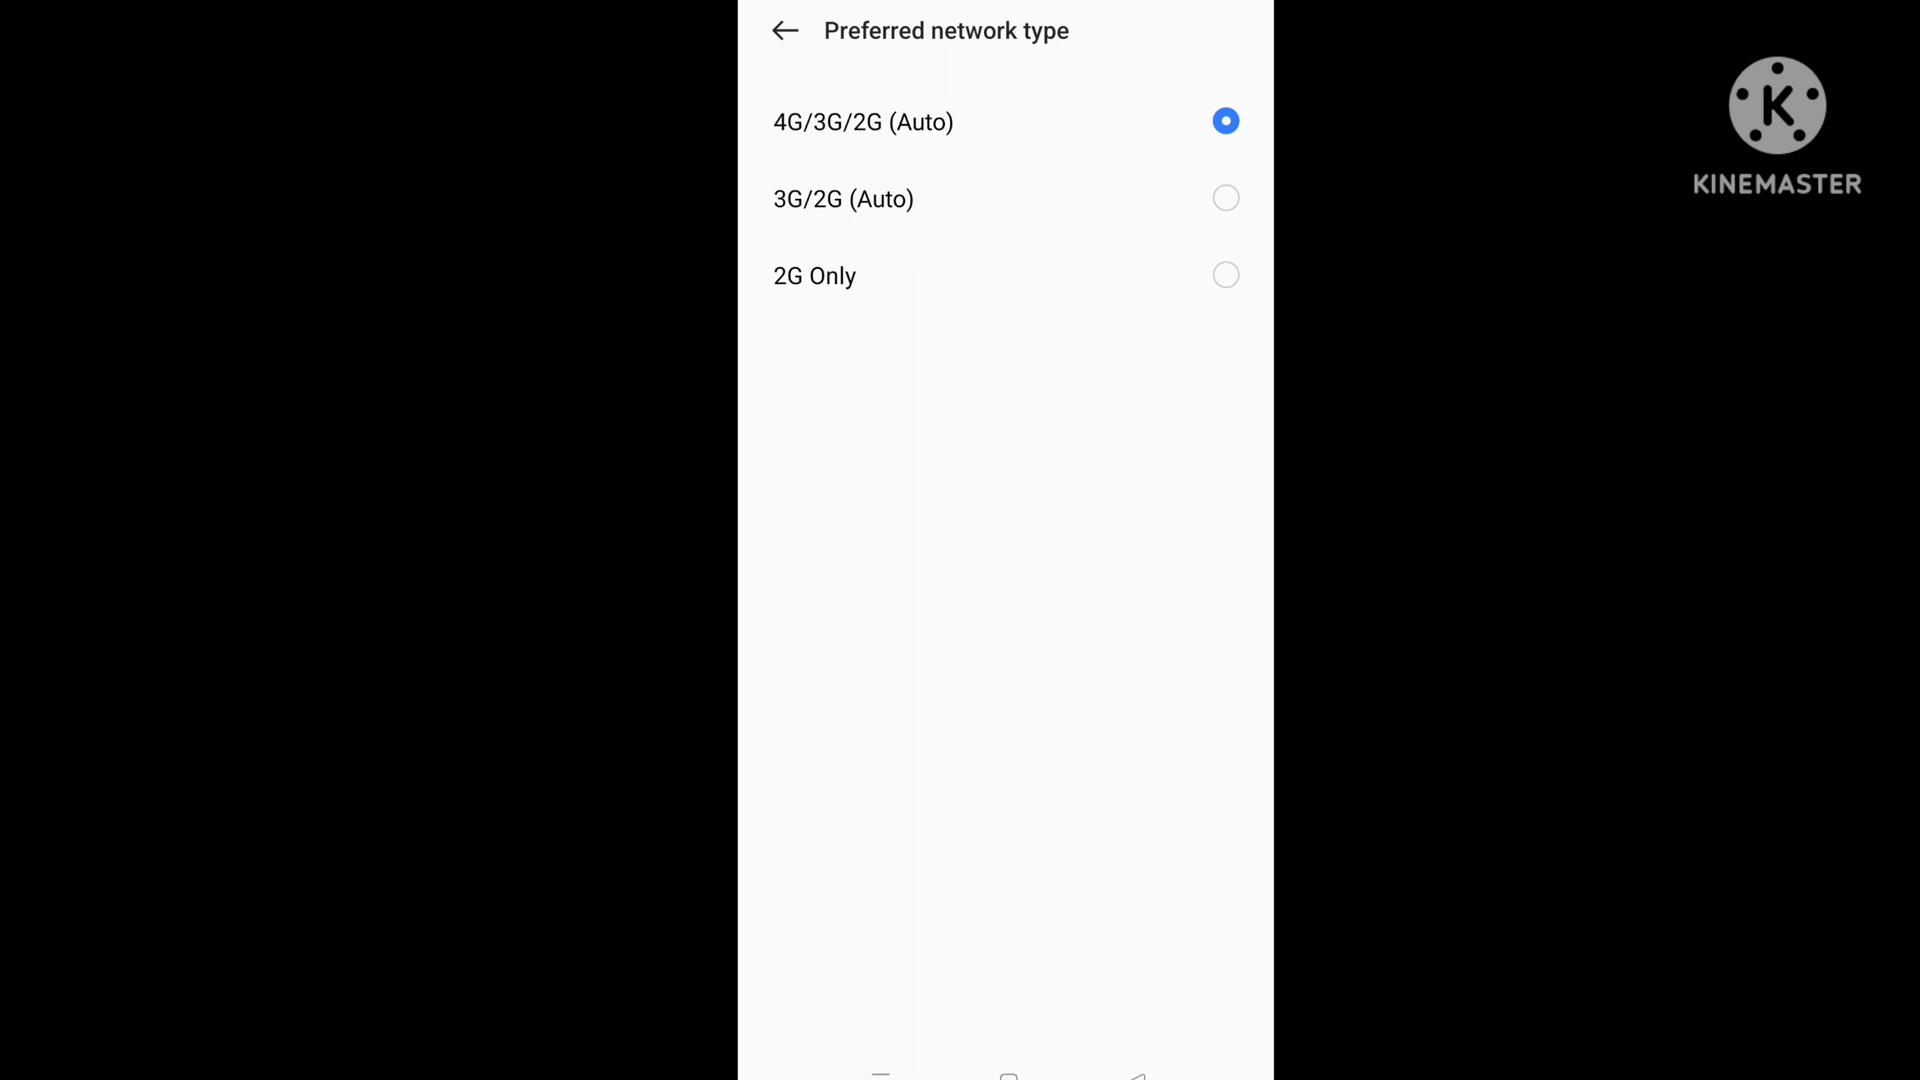 Preferred network type
4G/3G/2G (Auto)
3G/2G (Auto)
2G Only
K
KINEMASTER